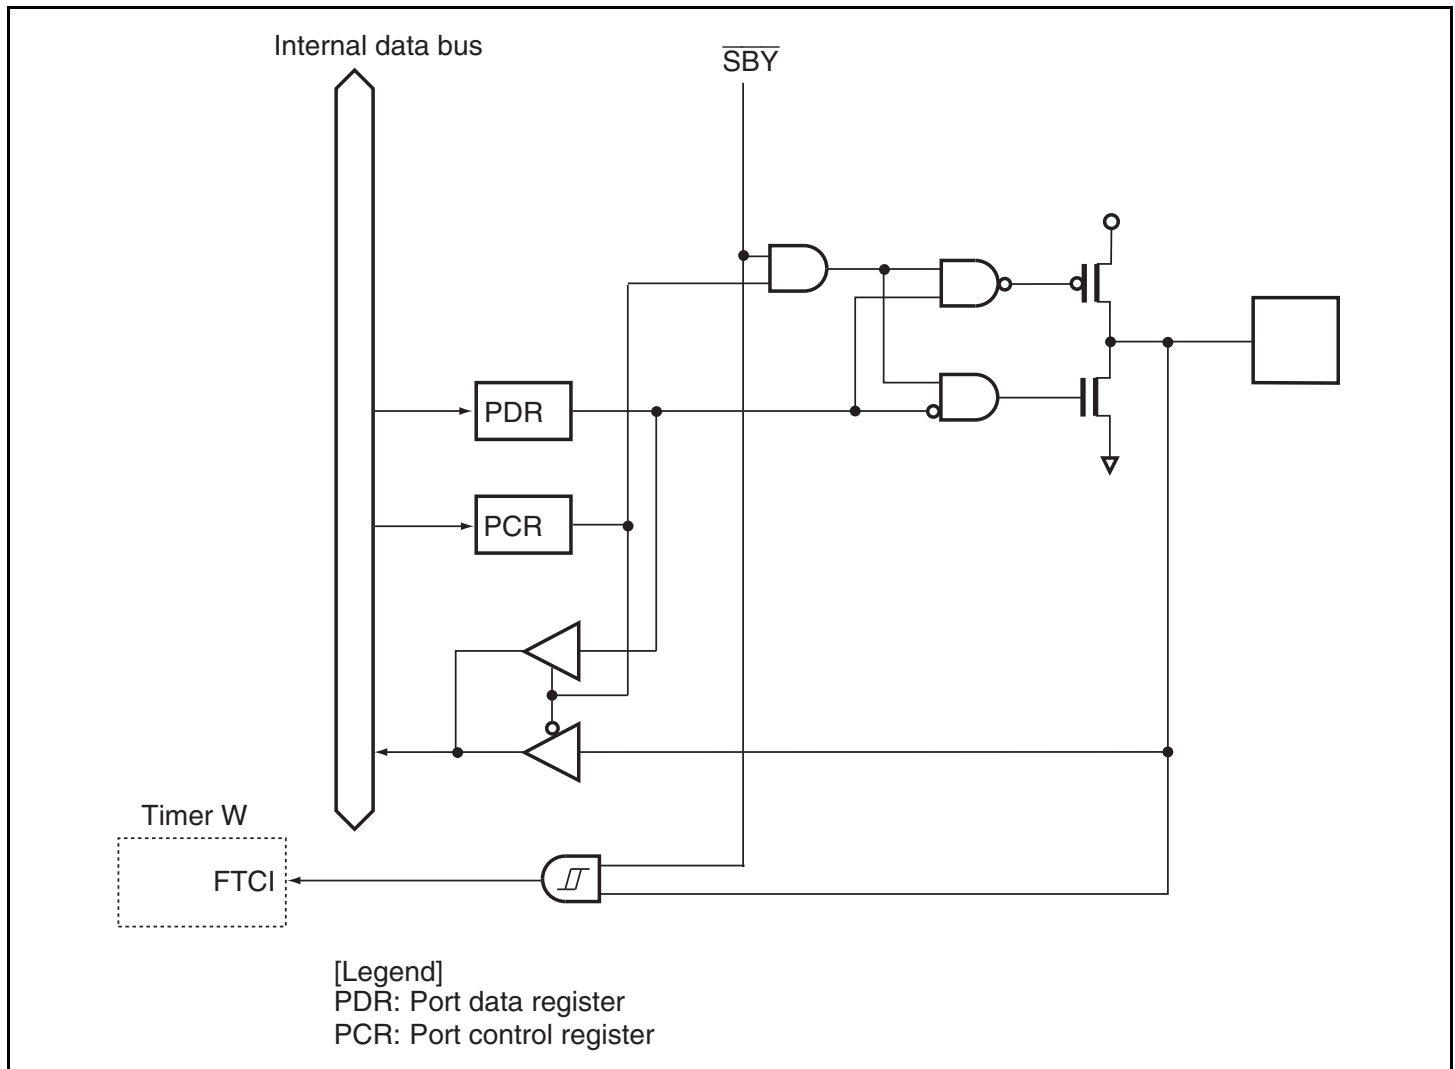 Internal data bus
SBY
PDR
PCR
Timer W
FTCI
[Legend]
PDR: Port data register
PCR: Port control register